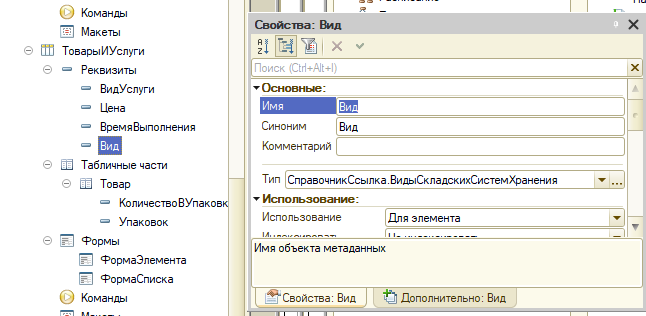 Команды
Макеты
ТоварыИУслуги
Реквизиты
ВидУслуги
Цена
ВремяВыполнения
Вид
Табличные части
Товар
КоличествоВУпаковк
Упаковок
Формы
ФормаЭлемента
ФормаСписка
Команды
Свойства: Вид
Поиск (Ctrl+Alt+I)
Основные:
Имя Вид
Синоним Вид
Комментарий
Тип СправочникСсылка.ВидыСкладскихСистемХранения ...
Использование:
Использование Для элемента
Индексировать Не индексировать
Имя объекта метаданных
Свойства: Вид Дополнительно: Вид